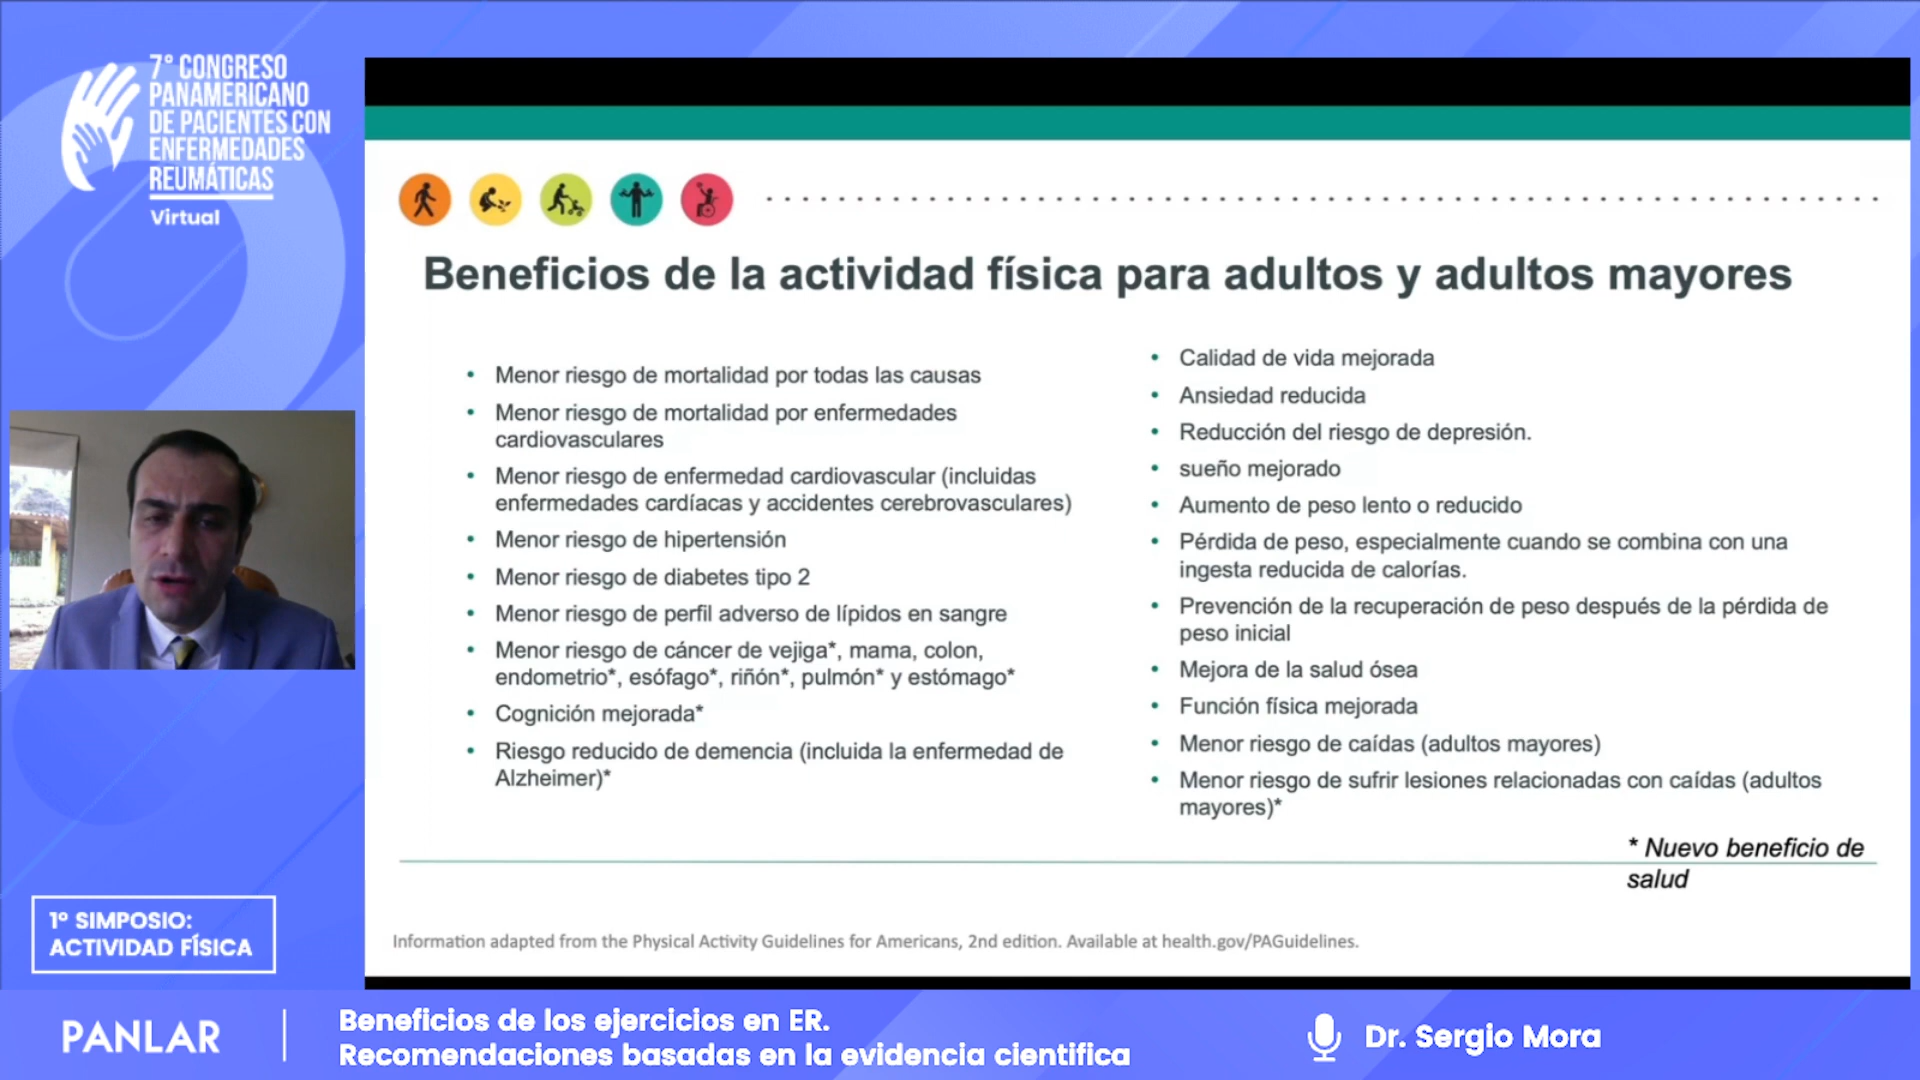 7° CONGRESO
PANAMERICANO
DE PACIENTES CON
ENFERMEDADES
REUMÁTICAS
Virtual
Beneficios de la actividad física para adultos y adultos mayores
• Menor riesgo de mortalidad por todas las causas
• Menor riesgo de mortalidad por enfermedades
cardiovasculares
• Menor riesgo de enfermedad cardiovascular (incluidas
enfermedades cardíacas y accidentes cerebrovasculares)
• Menor riesgo de hipertensión
• Menor riesgo de diabetes tipo 2
• Menor riesgo de perfil adverso de lípidos en sangre
• Menor riesgo de cáncer de vejiga*, mama, colon,
endometrio*, esófago*, riñón*, pulmón* y estómago*
• Cognición mejorada*
• Riesgo reducido de demencia (incluida la enfermedad de
Alzheimer)*
• Calidad de vida mejorada
• Ansiedad reducida
• Reducción del riesgo de depresión.
• sueño mejorado
• Aumento de peso lento o reducido
• Pérdida de peso, especialmente cuando se combina con una
ingesta reducida de calorías.
• Prevención de la recuperación de peso después de la pérdida de
peso inicial
• Mejora de la salud ósea
• Función física mejorada
• Menor riesgo de caídas (adultos mayores)
• Menor riesgo de sufrir lesiones relacionadas con caídas (adultos
mayores)*
* Nuevo beneficio de
salud
Information adapted from the Physical Activity Guidelines for Americans, 2nd edition. Available at health.gov/PAGuidelines.
1º SIMPOSIO:
ACTIVIDAD FÍSICA
PANLAR
Beneficios de los ejercicios en ER.
Recomendaciones basadas en la evidencia cientifica
Dr. Sergio Mora